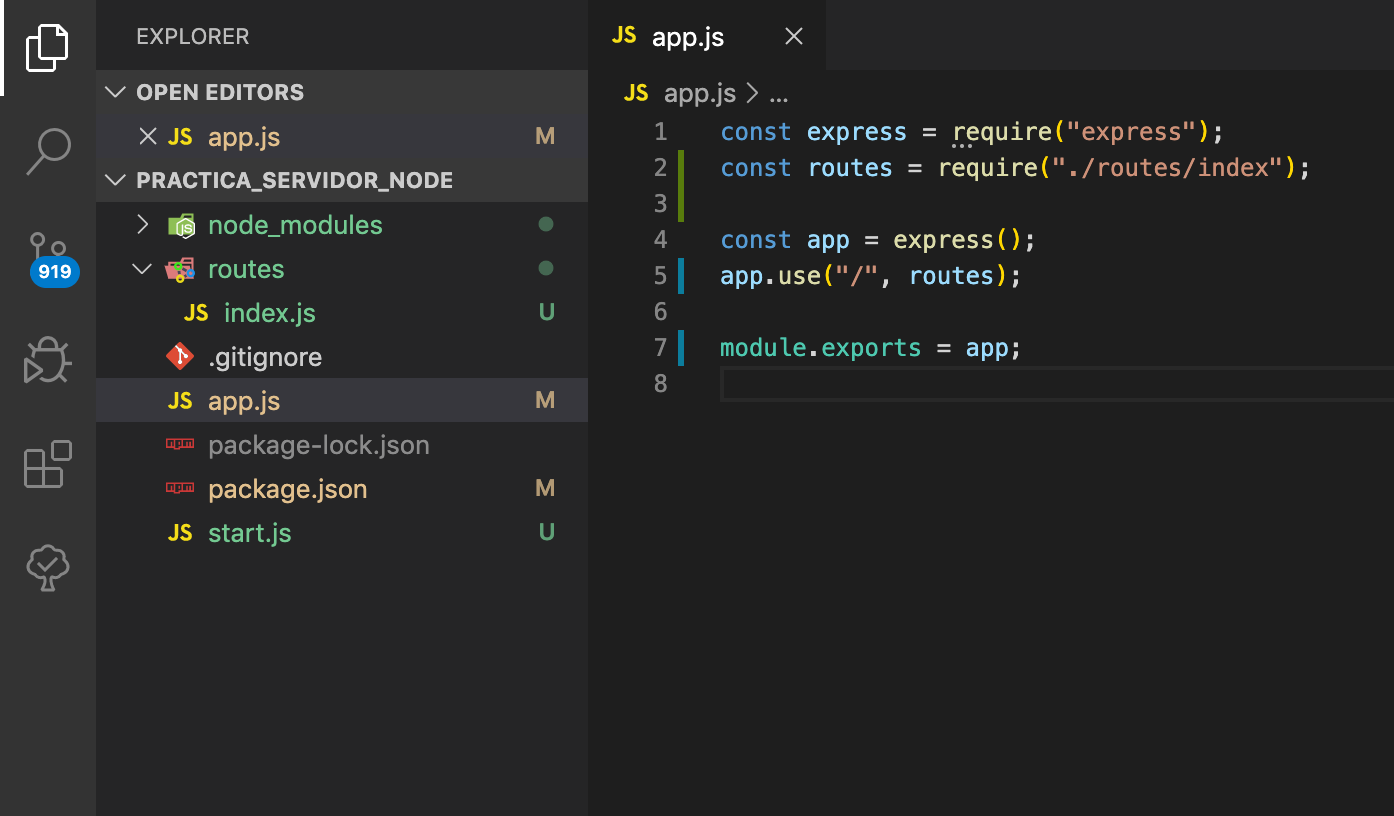 EXPLORER
OPEN EDITORS
JS app.js M
PRACTICA_SERVIDOR_NODE
node_modules
routes
JS index.js U
.gitignore
JS app.js M
package-lock.json
package.json M
JS start.js U
919
JS app.js
JS app.js > ...
1 const express = require("express");
2 const routes = require("./routes/index");
3
4 const app = express();
5 app.use("/", routes);
6
7 module.exports = app;
8